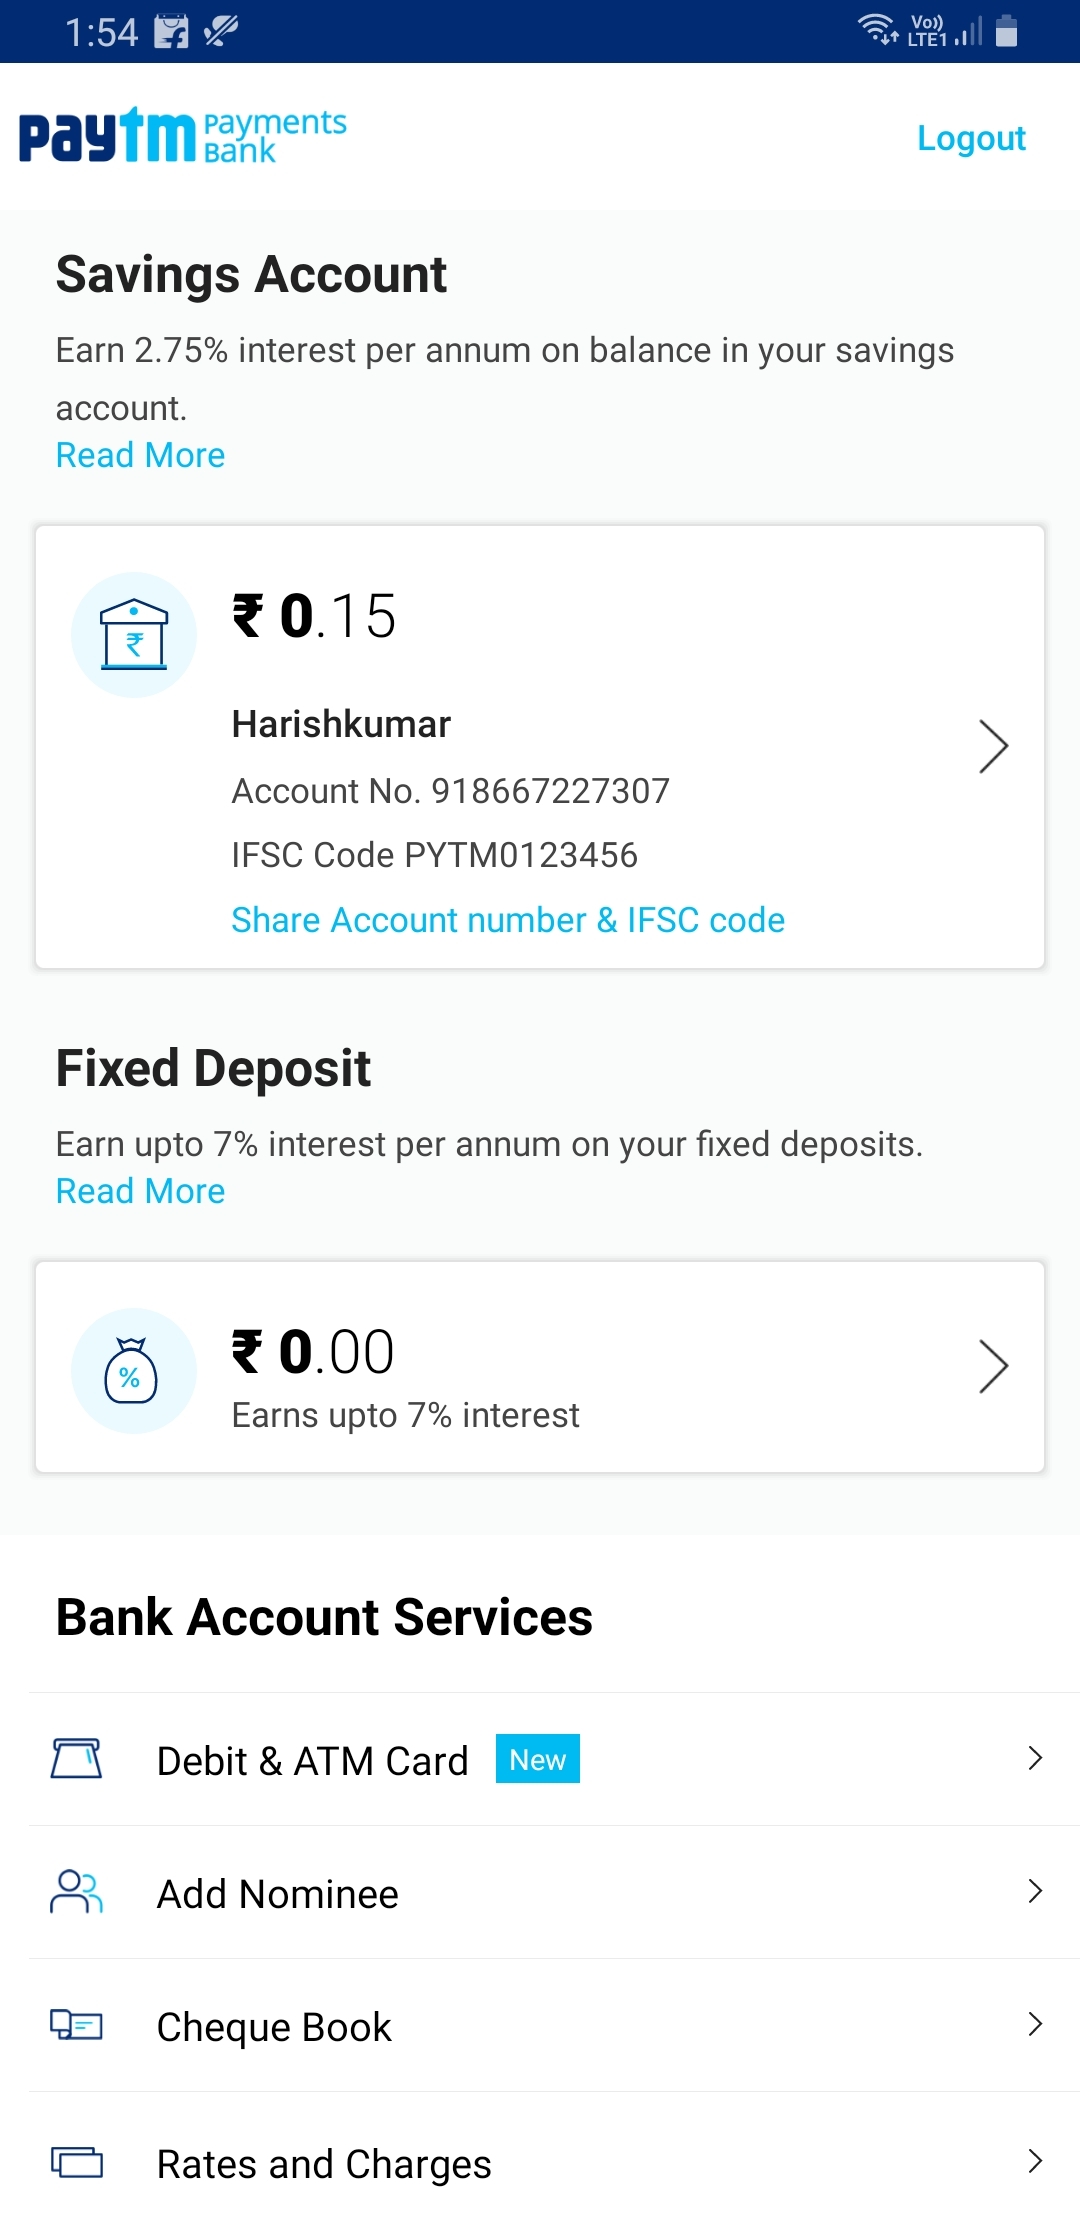 1:54
Vo))
LTE1
paytm Payments
Bank
Logout
Savings Account
Earn 2.75% interest per annum on balance in your savings
account.
Read More
₹ 0.15
₹
Harishkumar
Account No. 918667227307
IFSC Code PYTM0123456
Share Account number & IFSC code
Fixed Deposit
Earn upto 7% interest per annum on your fixed deposits.
Read More
₹ 0.00
%
Earns upto 7% interest
Bank Account Services
Debit & ATM Card New
Add Nominee
Cheque Book
Rates and Charges